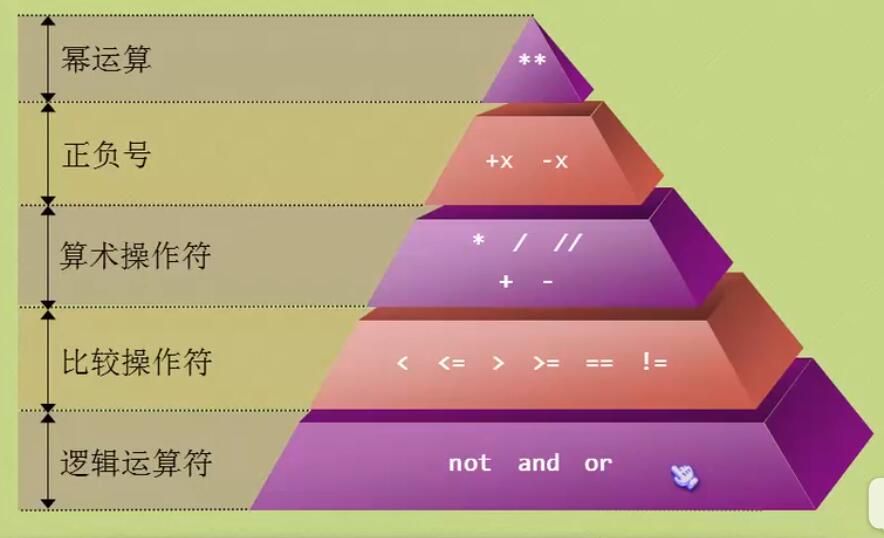 幂运算
**
正负号
+x -x
算术操作符
* / //
+ -
比较操作符
< <= > >= == !=
逻辑运算符
not and or